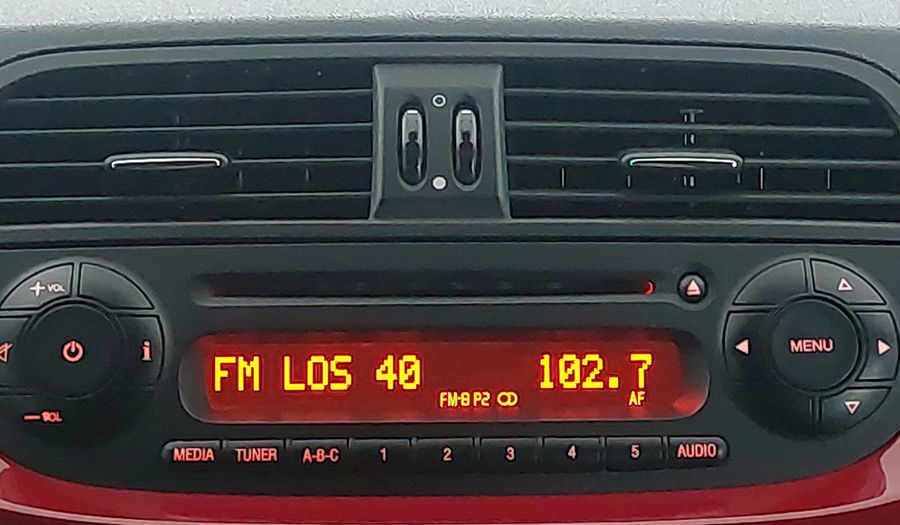 + VOL
i
MENU
FM LOS 40 102.7
FM-B P2 AF
— VOL
MEDIA TUNER A-B-C 1 2 3 4 5 AUDIO